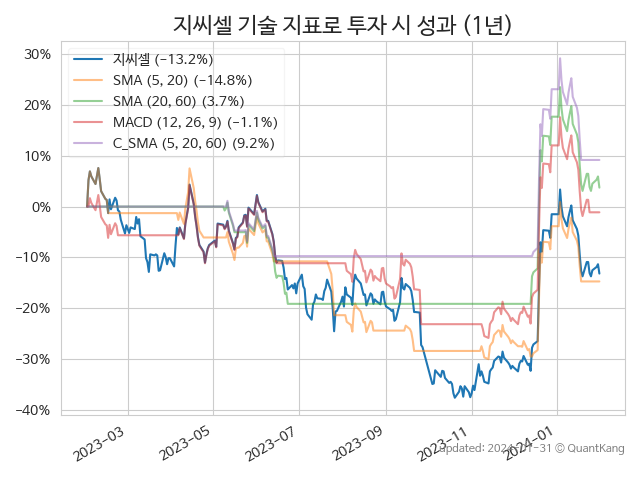 지씨셀 기술 지표로 투자 시 성과 (1년)
지씨셀 (−13.2%)
SMA (5, 20) (−14.8%)
SMA (20, 60) (3.7%)
MACD (12, 26, 9) (−1.1%)
C_SMA (5, 20, 60) (9.2%)
30%
20%
10%
0%
−10%
−20%
−30%
−40%
2023−03
2023−05
2023−07
2023−09
2023−11
2024−01
updated: 2024-01-31 © QuantKang